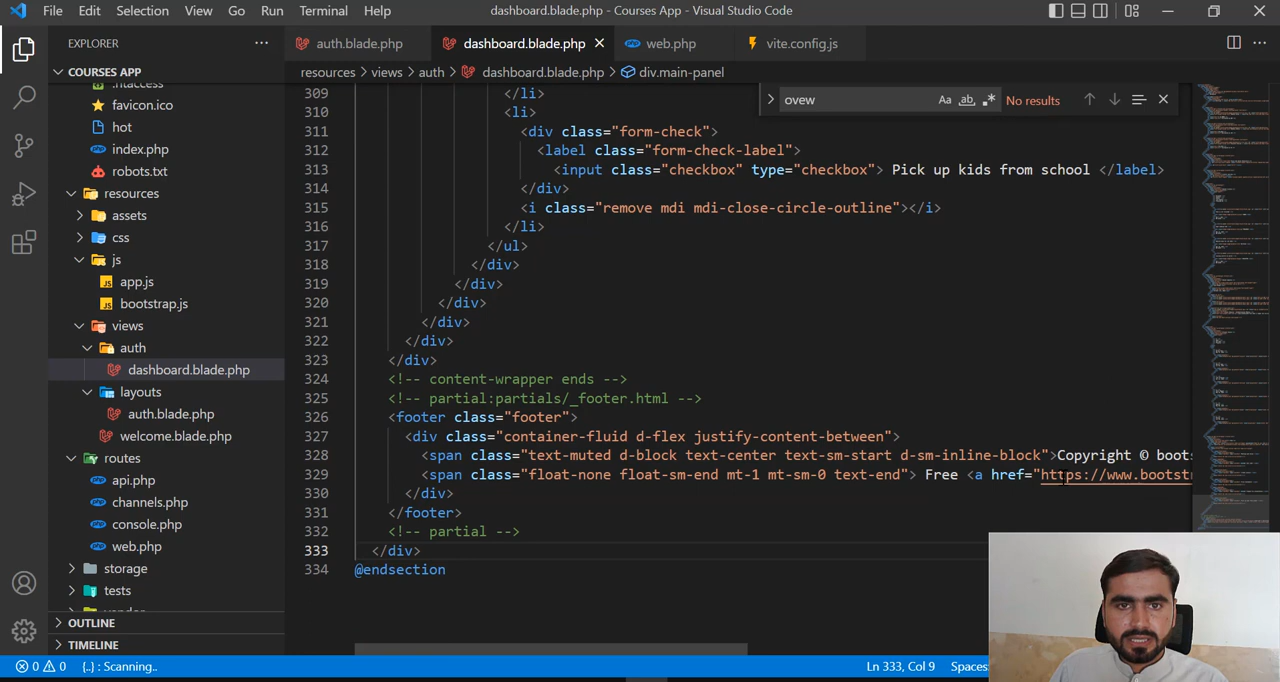 File Edit Selection View Go Run Terminal Help dashboard.blade.php - Courses App - Visual Studio Code
EXPLORER
COURSES APP
.htaccess
favicon.ico
hot
index.php
robots.txt
resources
assets
css
js
app.js
bootstrap.js
views
auth
dashboard.blade.php
layouts
auth.blade.php
welcome.blade.php
routes
api.php
channels.php
console.php
web.php
storage
tests
OUTLINE
TIMELINE
auth.blade.php dashboard.blade.php web.php vite.config.js
resources > views > auth > dashboard.blade.php > div.main-panel
ovew Aa ab No results
309 </li>
310 <li>
311 <div class="form-check">
312 <label class="form-check-label">
313 <input class="checkbox" type="checkbox"> Pick up kids from school </label>
314 </div>
315 <i class="remove mdi mdi-close-circle-outline"></i>
316 </li>
317 </ul>
318 </div>
319 </div>
320 </div>
321 </div>
322 </div>
323 </div>
324 <!-- content-wrapper ends -->
325 <!-- partial:partials/_footer.html -->
326 <footer class="footer">
327 <div class="container-fluid d-flex justify-content-between">
328 <span class="text-muted d-block text-center text-sm-start d-sm-inline-block">Copyright © boots
329 <span class="float-none float-sm-end mt-1 mt-sm-0 text-end"> Free <a href="https://www.bootstr
330 </div>
331 </footer>
332 <!-- partial -->
333 </div>
334 @endsection
0 0 {..} : Scanning.. Ln 333, Col 9 Spaces: